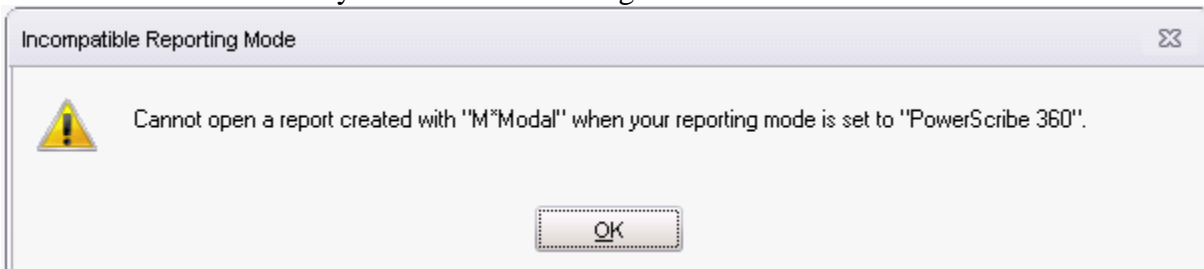 Incompatible Reporting Mode
Cannot open a report created with "M*Modal" when your reporting mode is set to "PowerScribe 360".
OK